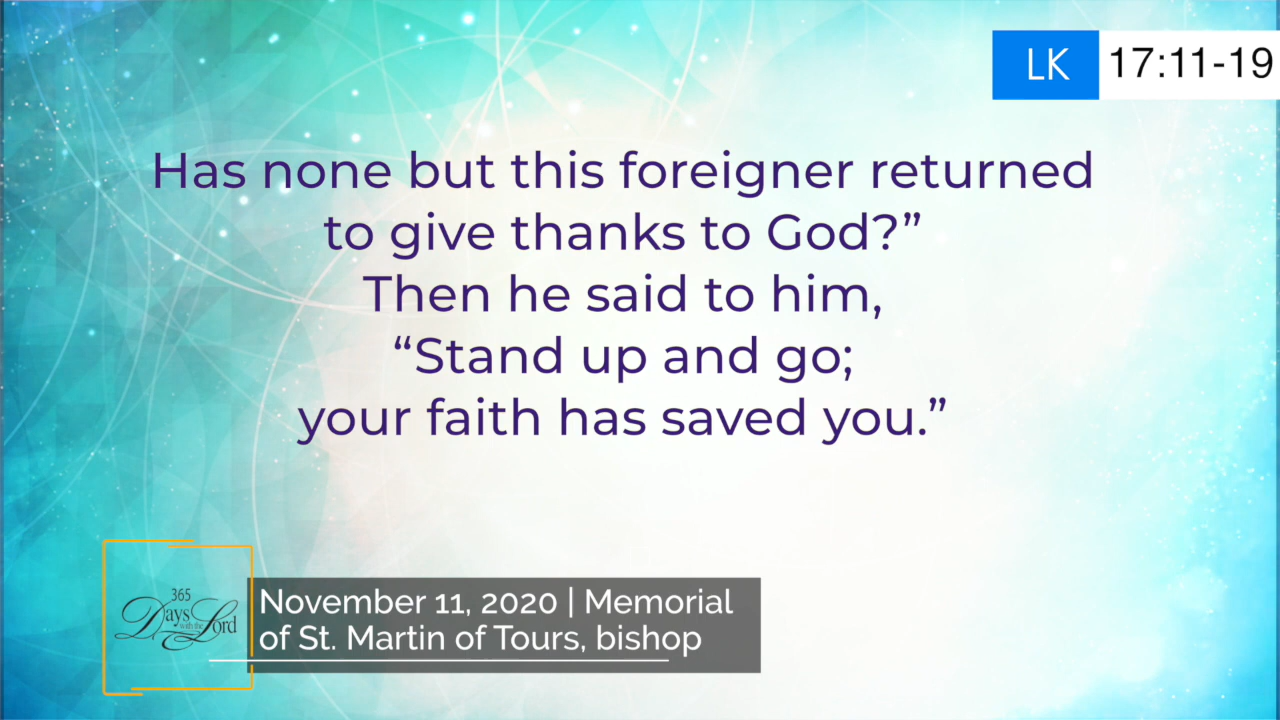 LK 17:11-19
Has none but this foreigner returned
to give thanks to God?”
Then he said to him,
“Stand up and go;
your faith has saved you.”
365
Days with the Lord
November 11, 2020 | Memorial
of St. Martin of Tours, bishop